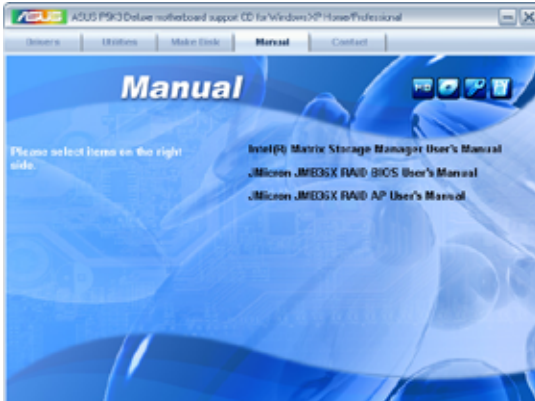 ASUS ASUS P5K3 Deluxe motherboard support CD for Windows XP Home/Professional
Drivers Utilities Make Disk Manual Contact
Manual
Please select items on the right
side.
Intel(R) Matrix Storage Manager User's Manual
JMicron JMB36X RAID BIOS User's Manual
JMicron JMB36X RAID AP User's Manual